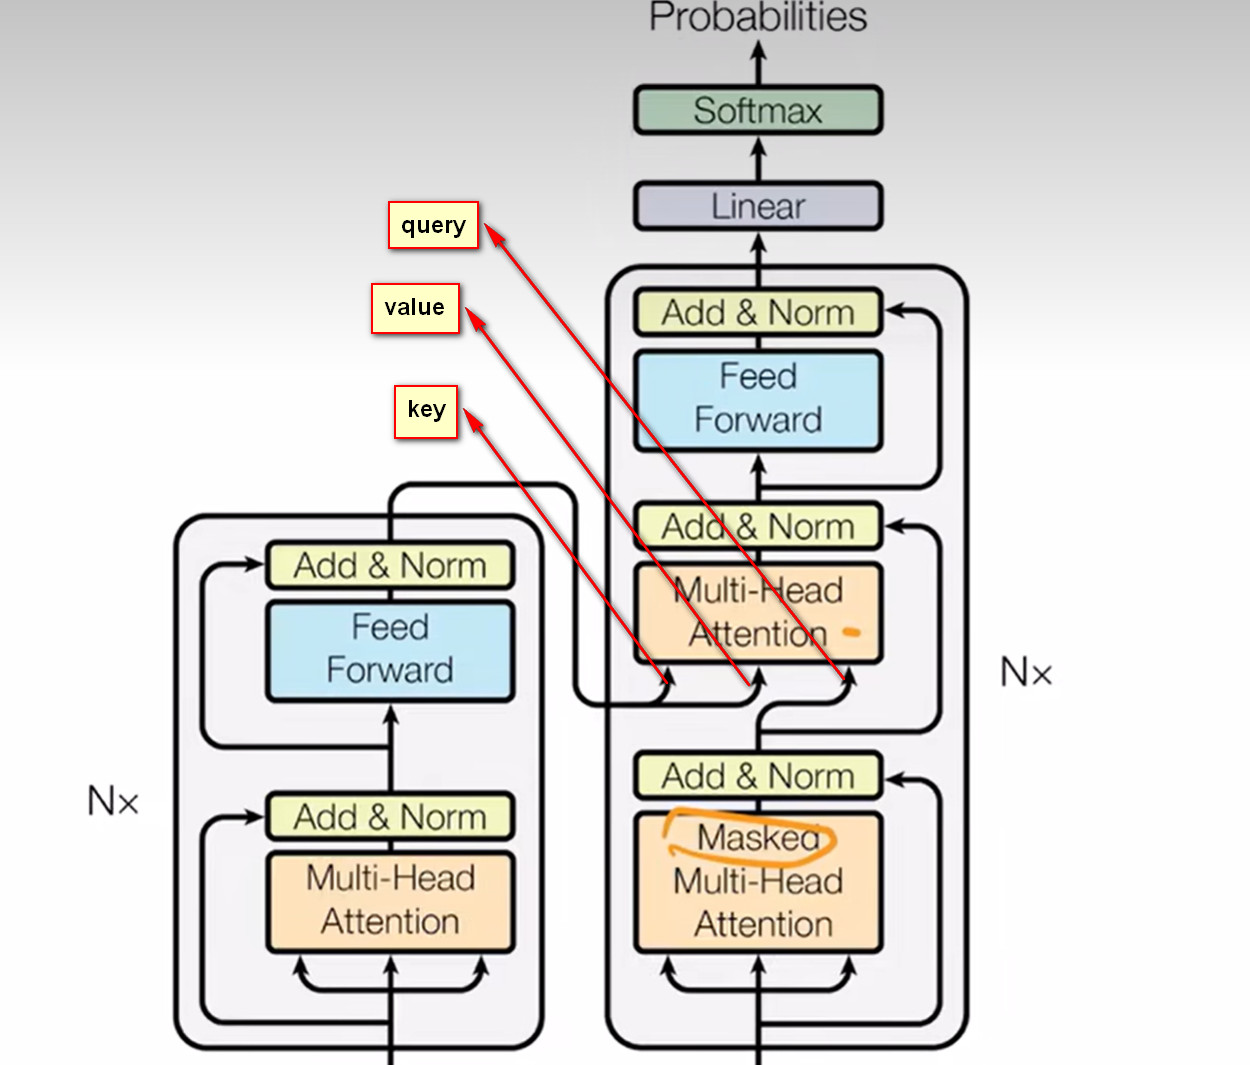 Probabilities
Softmax
Linear
query
value
key
Add & Norm
Feed
Forward
Add & Norm
Multi-Head
Attention
Nx
Add & Norm
Masked
Multi-Head
Attention
Add & Norm
Feed
Forward
Nx
Add & Norm
Multi-Head
Attention